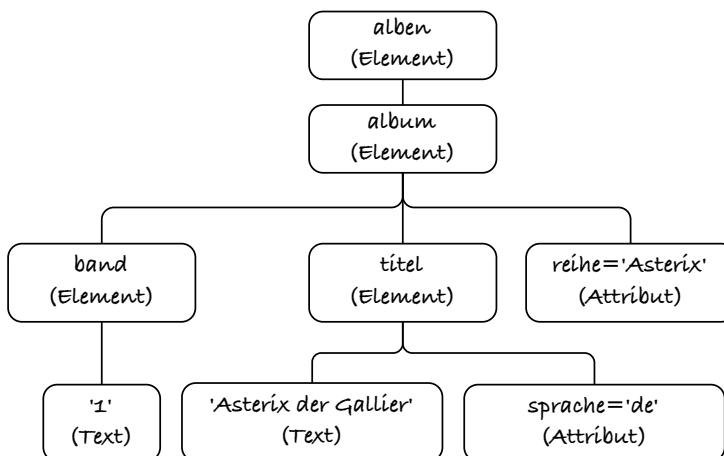 alben
(Element)
album
(Element)
band
(Element)
titel
(Element)
reihe='Asterix'
(Attribut)
'1'
(Text)
'Asterix der Gallier'
(Text)
sprache='de'
(Attribut)